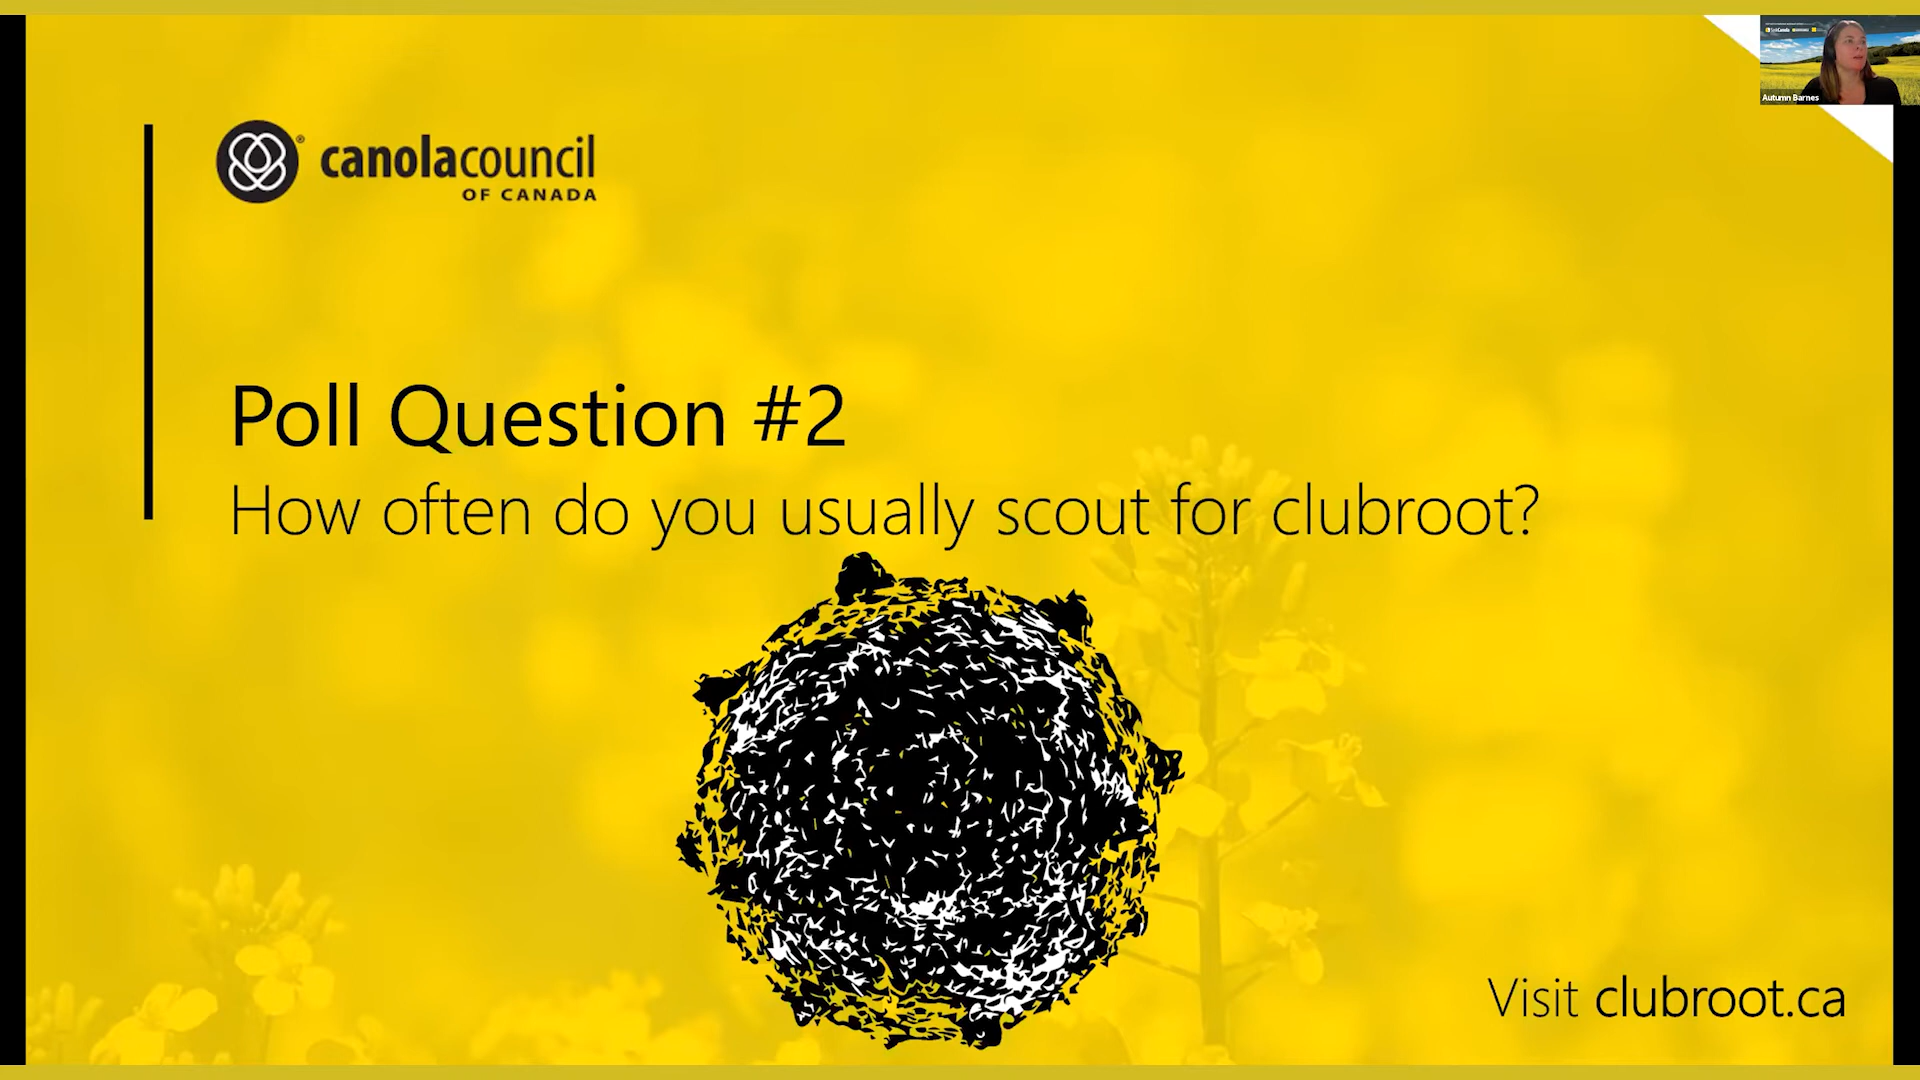 canolacouncil
OF CANADA
Autumn Barnes
Poll Question #2
How often do you usually scout for clubroot?
Visit clubroot.ca